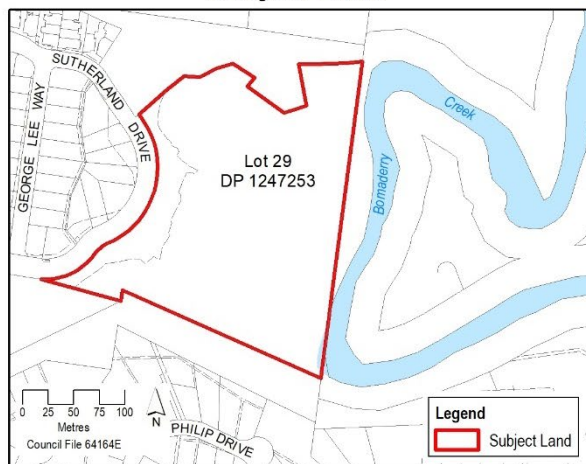 SUTHERLAND DRIVE
GEORGE LEE WAY
Lot 29
DP 1247253
Creek
Bomaderry
0 25 50 75 100
Metres
Council File 64164E
N
PHILIP DRIVE
Legend
Subject Land